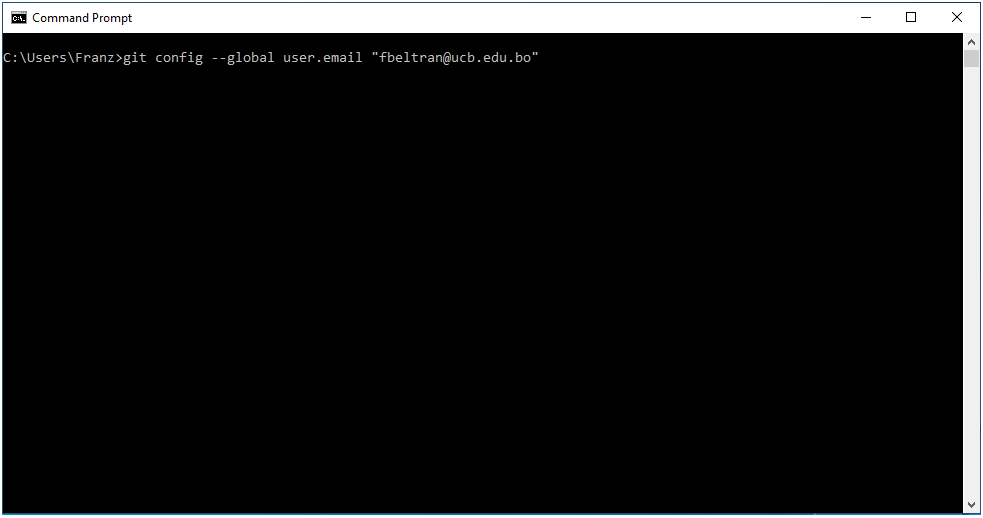 Command Prompt
C:\Users\Franz>git config --global user.email "fbeltran@ucb.edu.bo"